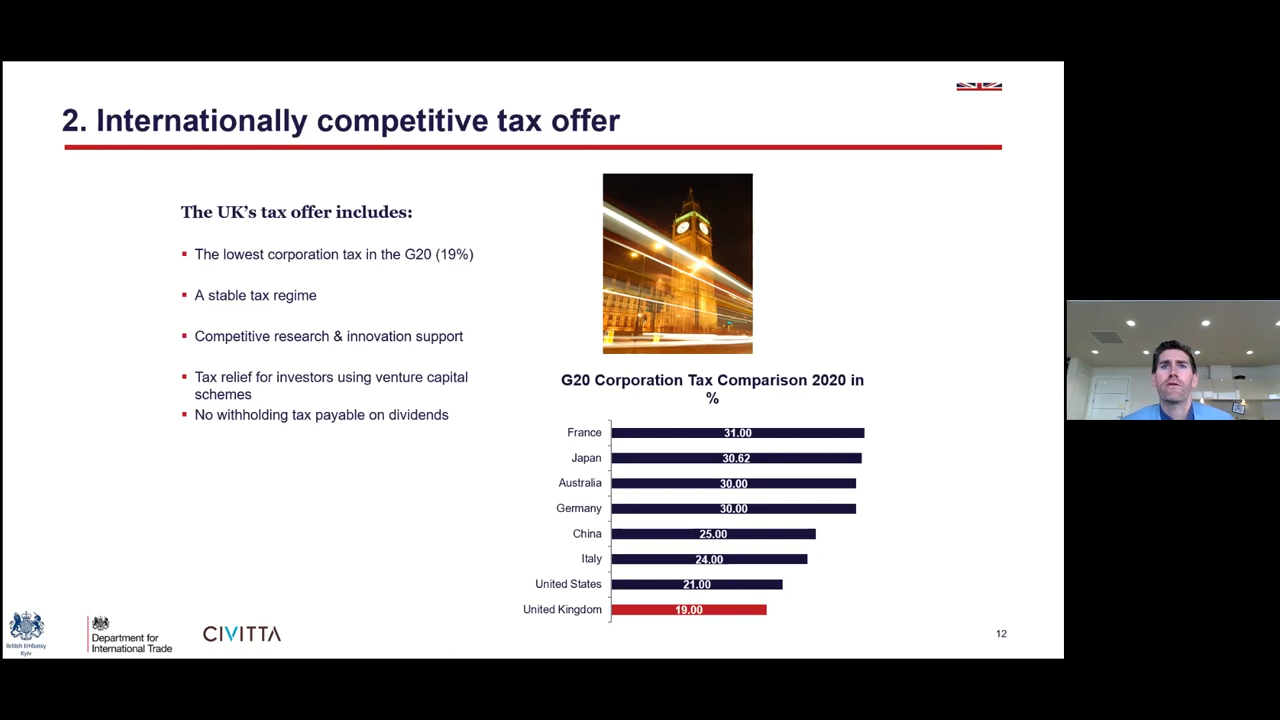 2. Internationally competitive tax offer
The UK’s tax offer includes:
▪ The lowest corporation tax in the G20 (19%)
▪ A stable tax regime
▪ Competitive research & innovation support
▪ Tax relief for investors using venture capital
schemes
▪ No withholding tax payable on dividends
G20 Corporation Tax Comparison 2020 in
%
France 31.00
Japan 30.62
Australia 30.00
Germany 30.00
China 25.00
Italy 24.00
United States 21.00
United Kingdom 19.00
British Embassy
Kyiv
Department for
International Trade
CIVITTA
12